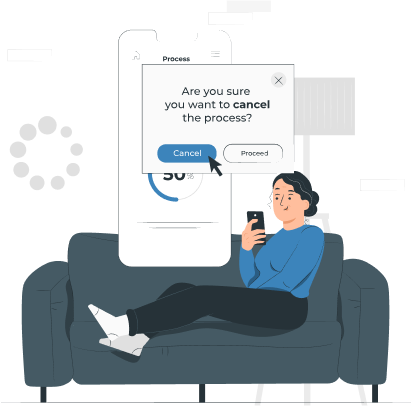 Process
Are you sure
you want to cancel
the process?
Cancel
Proceed
50%